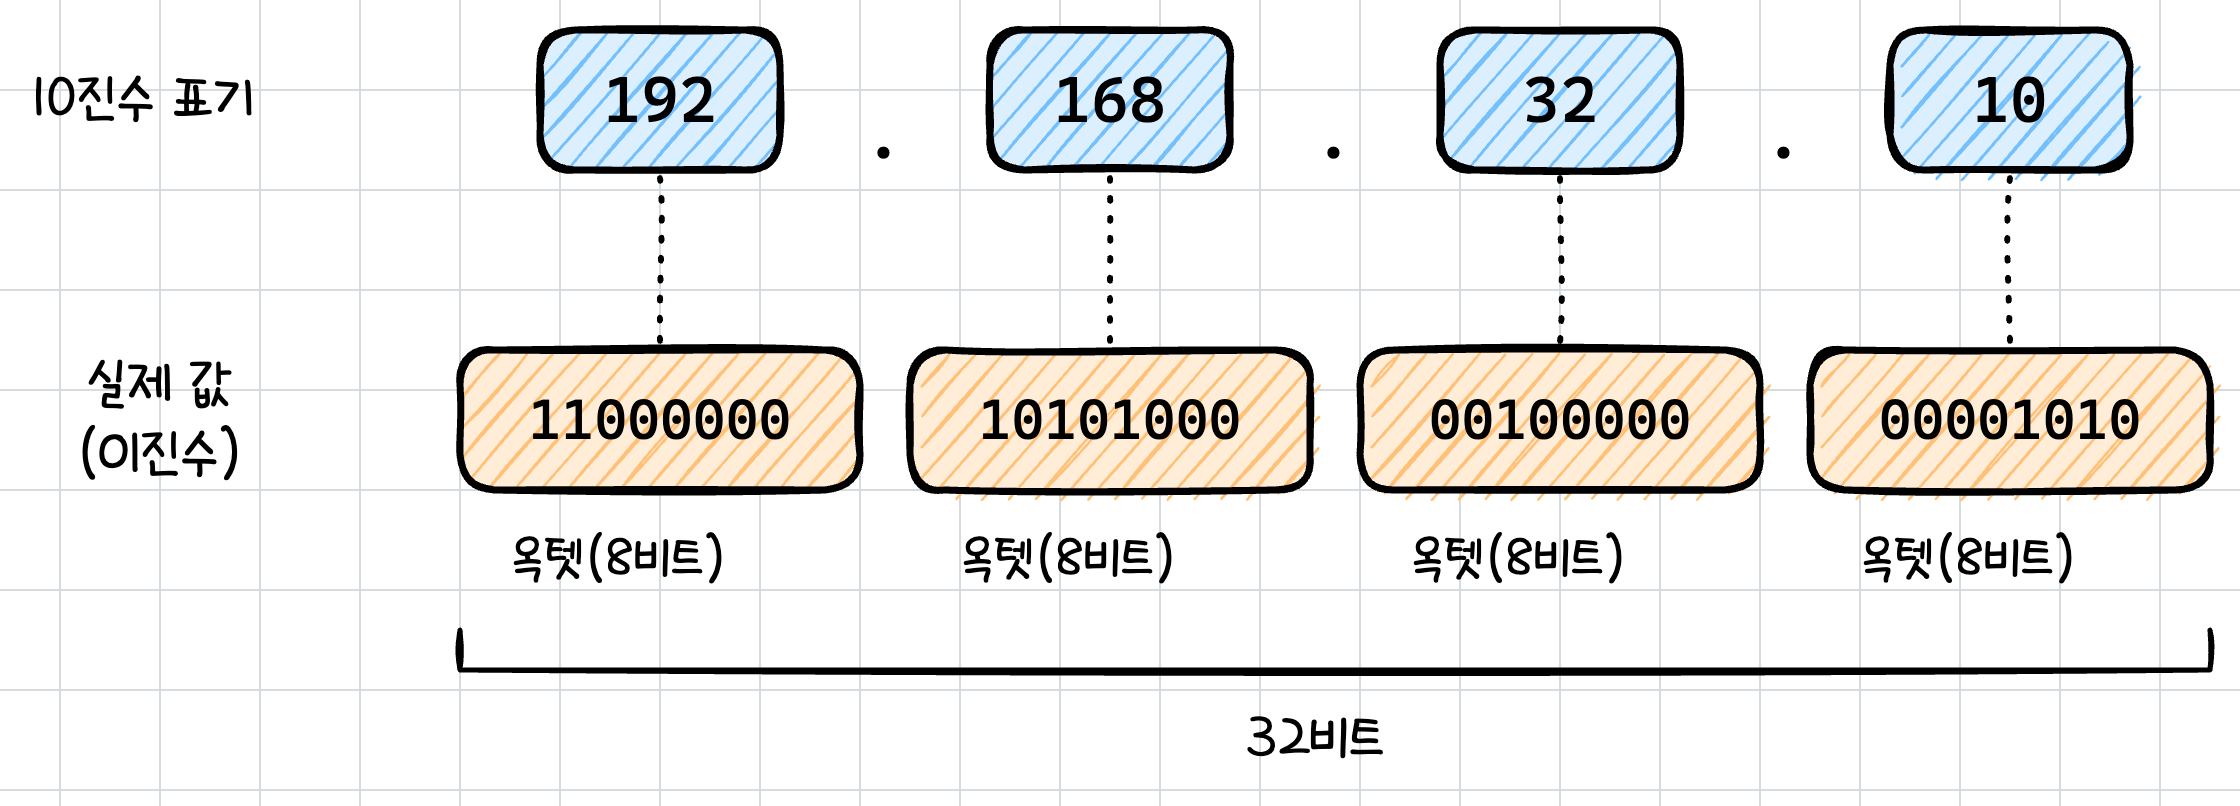 10진수 표기 192 . 168 . 32 . 10
실제 값
(이진수)
11000000 10101000 00100000 00001010
옥텟(8비트) 옥텟(8비트) 옥텟(8비트) 옥텟(8비트)
32비트